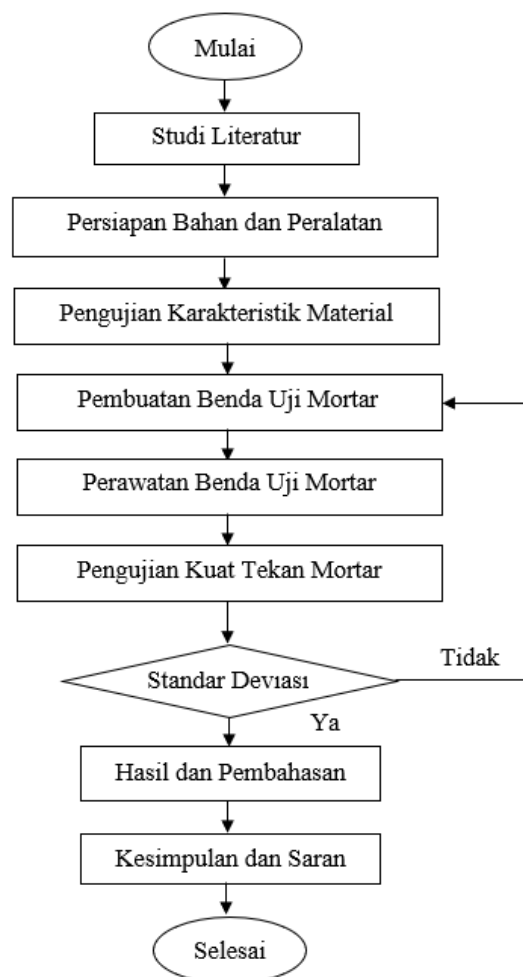 Mulai
Studi Literatur
Persiapan Bahan dan Peralatan
Pengujian Karakteristik Material
Pembuatan Benda Uji Mortar
Perawatan Benda Uji Mortar
Pengujian Kuat Tekan Mortar
Standar Deviasi
Tidak
Ya
Hasil dan Pembahasan
Kesimpulan dan Saran
Selesai